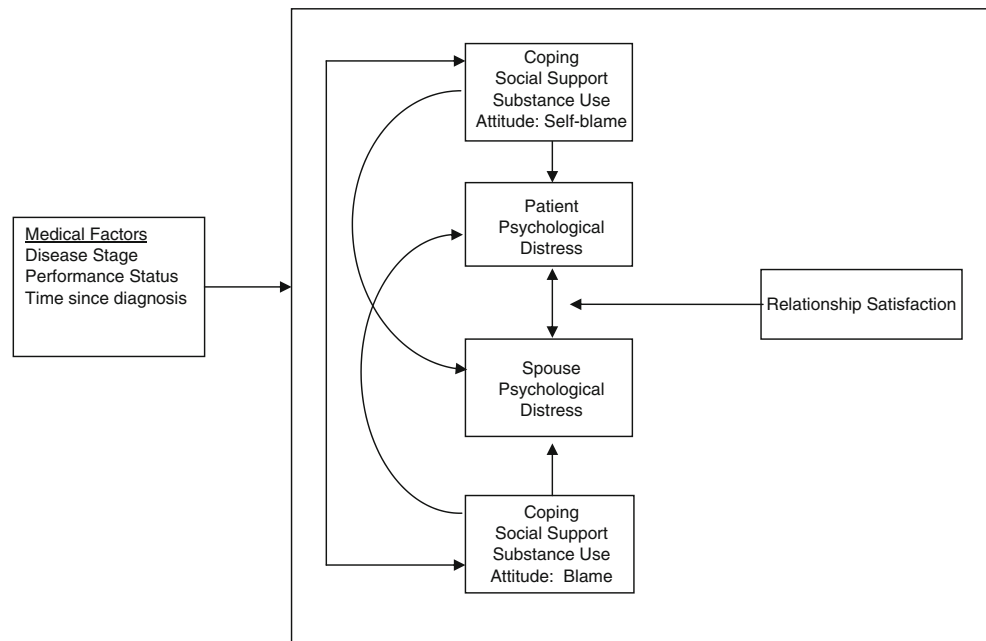 Coping
Social Support
Substance Use
Attitude: Self-blame
Patient
Psychological
Distress
Medical Factors
Disease Stage
Performance Status
Time since diagnosis
Relationship Satisfaction
Spouse
Psychological
Distress
Coping
Social Support
Substance Use
Attitude:  Blame